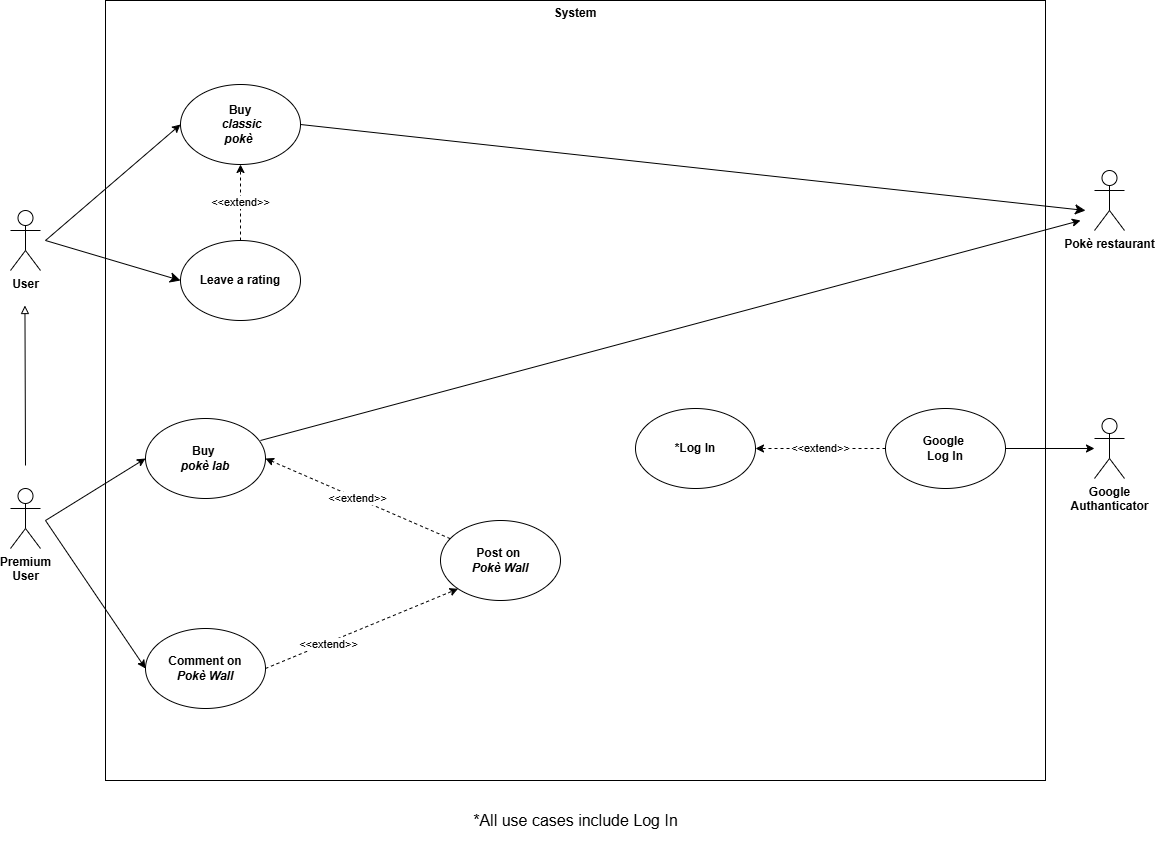 System
Buy
classic
pokè
<<extend>>
Leave a rating
User
Pokè restaurant
Buy
pokè lab
*Log In
<<extend>>
Google
Log In
Google
Authanticator
<<extend>>
Post on
Pokè Wall
Premium
User
<<extend>>
Comment on
Pokè Wall
*All use cases include Log In